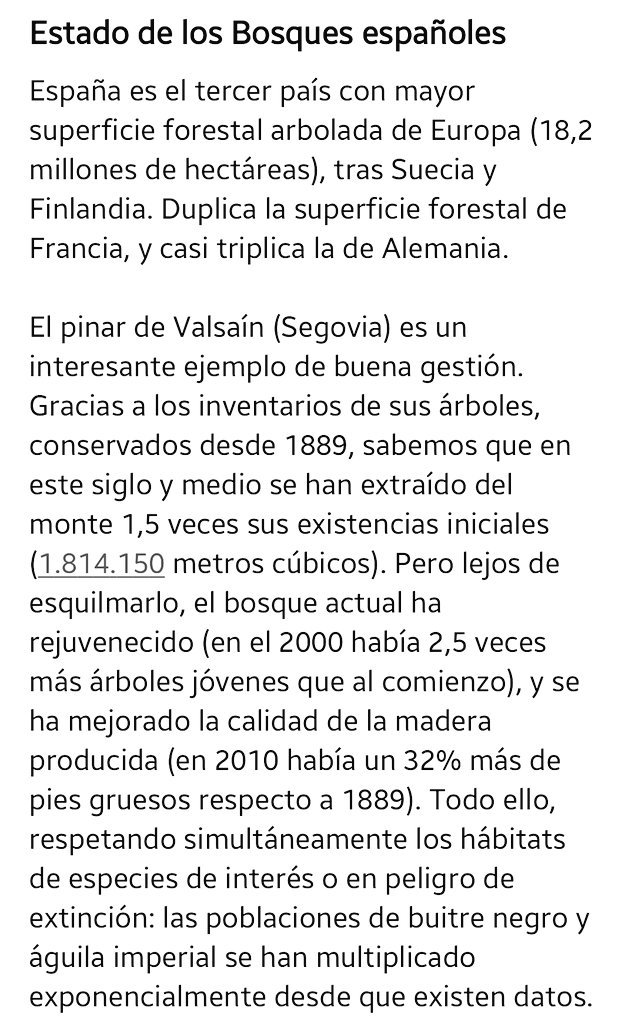 Estado de los Bosques españoles
España es el tercer país con mayor
superficie forestal arbolada de Europa (18,2
millones de hectáreas), tras Suecia y
Finlandia. Duplica la superficie forestal de
Francia, y casi triplica la de Alemania.
El pinar de Valsaín (Segovia) es un
interesante ejemplo de buena gestión.
Gracias a los inventarios de sus árboles,
conservados desde 1889, sabemos que en
este siglo y medio se han extraído del
monte 1,5 veces sus existencias iniciales
(1.814.150 metros cúbicos). Pero lejos de
esquilmarlo, el bosque actual ha
rejuvenecido (en el 2000 había 2,5 veces
más árboles jóvenes que al comienzo), y se
ha mejorado la calidad de la madera
producida (en 2010 había un 32% más de
pies gruesos respecto a 1889). Todo ello,
respetando simultáneamente los hábitats
de especies de interés o en peligro de
extinción: las poblaciones de buitre negro y
águila imperial se han multiplicado
exponencialmente desde que existen datos.